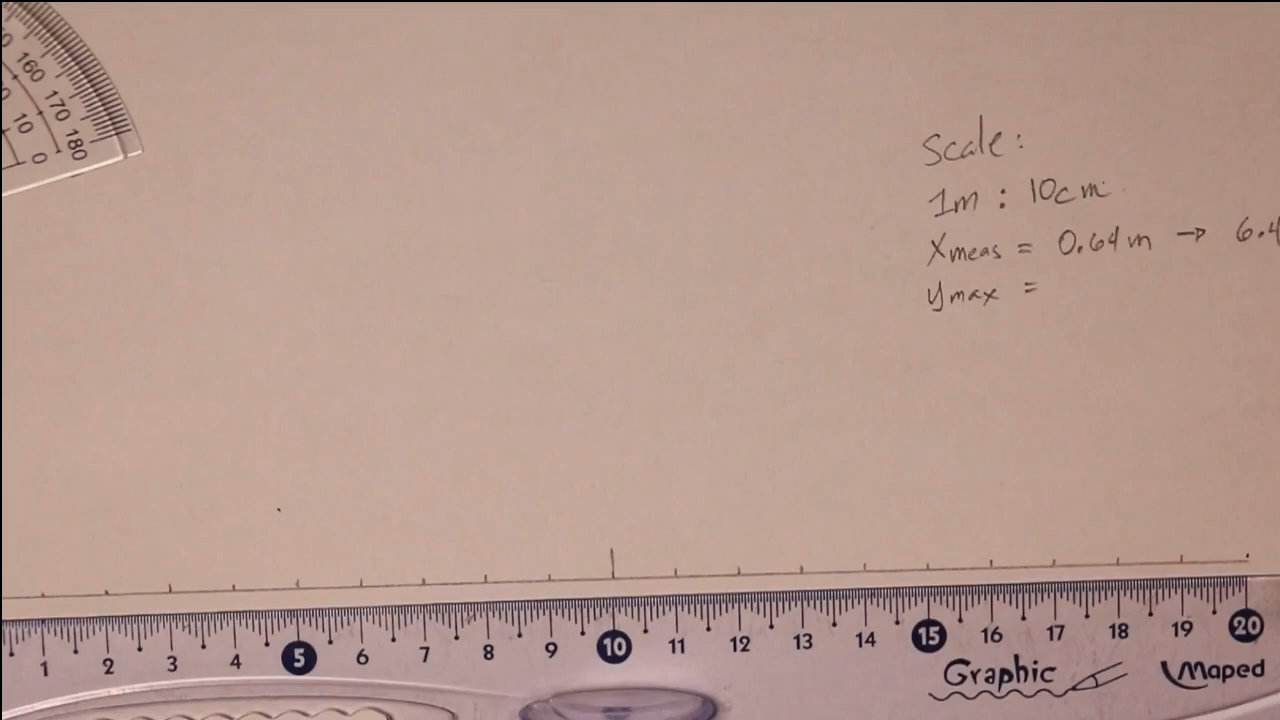 160
170
180
10
0
Scale:
1m : 10cm
Xmeas = 0.64m → 6.4
ymax =
1 2 3 4 5 6 7 8 9 10 11 12 13 14 15 16 17 18 19 20
Graphic Maped